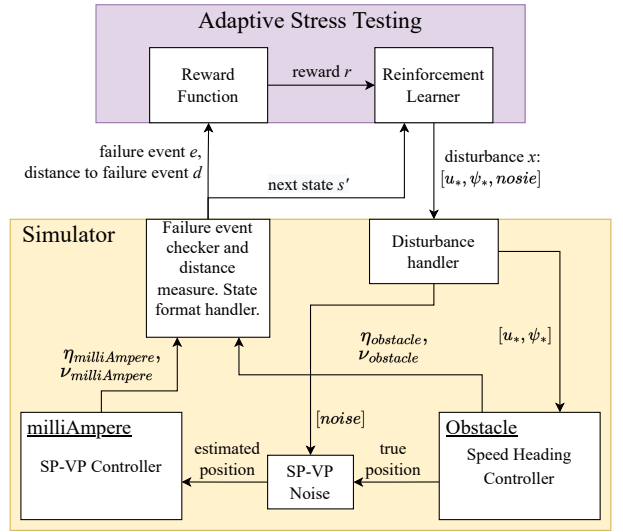 Adaptive Stress Testing
Reward
Function
reward r
Reinforcement
Learner
failure event e,
distance to failure event d
next state s'
disturbance x:
[u*, ψ*, nosie]
Simulator
Failure event
checker and
distance
measure. State
format handler.
Disturbance
handler
η_milliAmpere,
ν_milliAmpere
η_obstacle,
ν_obstacle
[u*, ψ*]
[noise]
milliAmpere
SP-VP Controller
estimated
position
SP-VP
Noise
true
position
Obstacle
Speed Heading
Controller